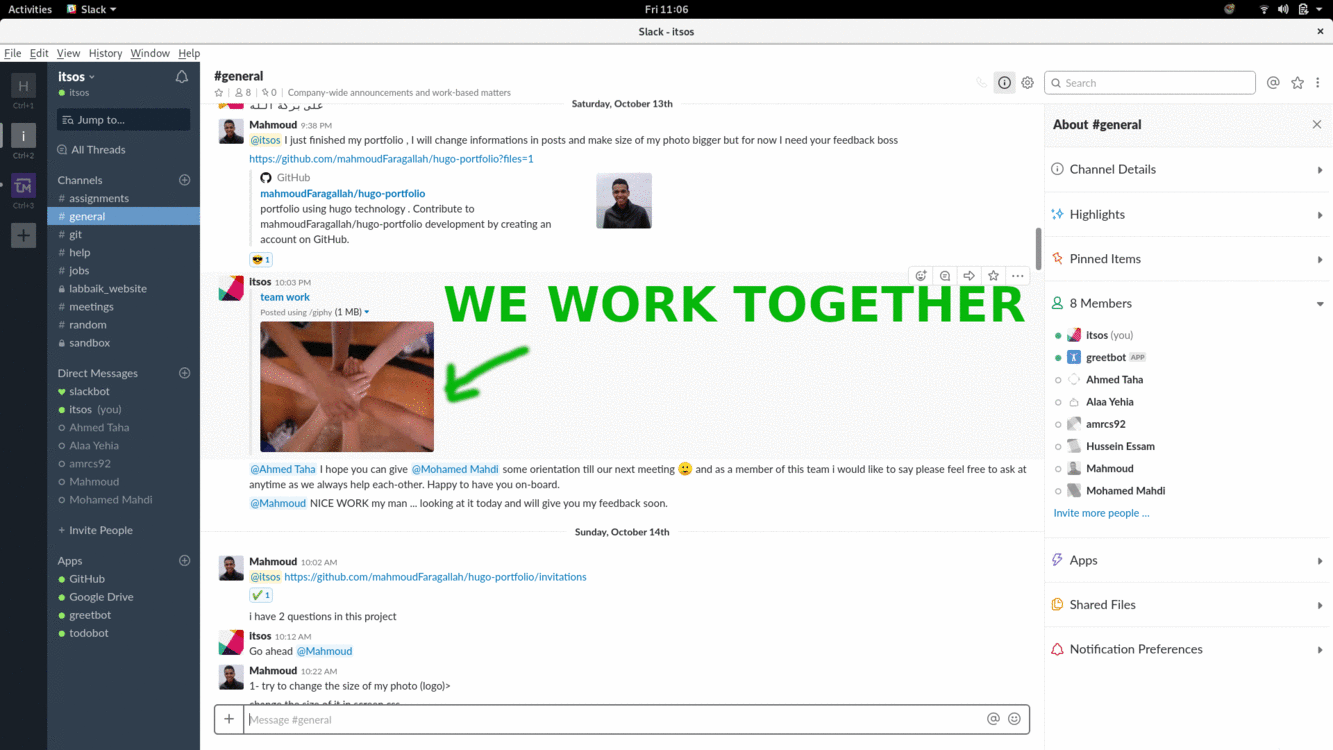 Activities
Slack
Fri 11:06
Slack - itsos
File Edit View History Window Help
H
Ctrl+1
i
Ctrl+2
Ctrl+3
itsos
itsos
Jump to...
All Threads
Channels
# assignments
# general
# git
# help
# jobs
labbaik_website
# meetings
# random
sandbox
Direct Messages
slackbot
itsos (you)
Ahmed Taha
Alaa Yehia
amrcs92
Mahmoud
Mohamed Mahdi
+ Invite People
Apps
GitHub
Google Drive
greetbot
todobot
#general
8 | 0 | Company-wide announcements and work-based matters
Search
على بركة الله
Saturday, October 13th
Mahmoud 9:38 PM
@itsos I just finished my portfolio , I will change informations in posts and make size of my photo bigger but for now I need your feedback boss
https://github.com/mahmoudFaragallah/hugo-portfolio?files=1
GitHub
mahmoudFaragallah/hugo-portfolio
portfolio using hugo technology . Contribute to
mahmoudFaragallah/hugo-portfolio development by creating an
account on GitHub.
1
itsos 10:03 PM
team work
Posted using /giphy (1 MB)
WE WORK TOGETHER
@Ahmed Taha I hope you can give @Mohamed Mahdi some orientation till our next meeting and as a member of this team i would like to say please feel free to ask at
anytime as we always help each-other. Happy to have you on-board.
@Mahmoud NICE WORK my man ... looking at it today and will give you my feedback soon.
Sunday, October 14th
Mahmoud 10:02 AM
@itsos https://github.com/mahmoudFaragallah/hugo-portfolio/invitations
1
i have 2 questions in this project
itsos 10:12 AM
Go ahead @Mahmoud
Mahmoud 10:22 AM
1- try to change the size of my photo (logo)>
change the size of it in screen.css
Message #general
About #general
Channel Details
Highlights
Pinned Items
8 Members
itsos (you)
greetbot APP
Ahmed Taha
Alaa Yehia
amrcs92
Hussein Essam
Mahmoud
Mohamed Mahdi
Invite more people ...
Apps
Shared Files
Notification Preferences